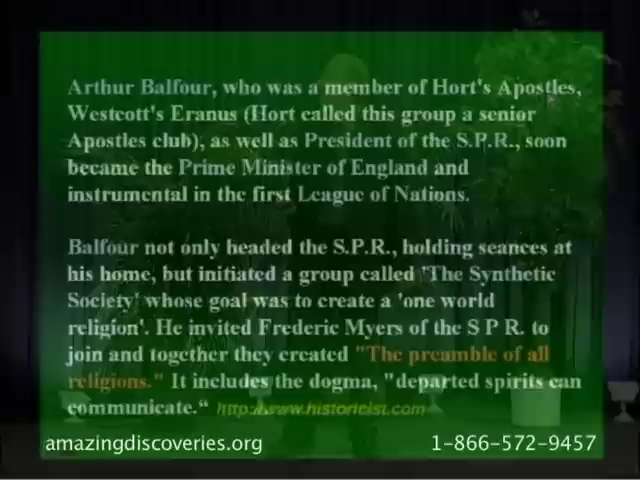 Arthur Balfour, who was a member of Hort's Apostles,
Westcott's Eranus (Hort called this group a senior
Apostles club), as well as President of the S.P.R., soon
became the Prime Minister of England and
instrumental in the first League of Nations.
Balfour not only headed the S.P.R., holding seances at
his home, but initiated a group called 'The Synthetic
Society' whose goal was to create a 'one world
religion'. He invited Frederic Myers of the S P R. to
join and together they created "The preamble of all
religions." It includes the dogma, "departed spirits can
communicate.“ http://www.historicist.com
amazingdiscoveries.org 1-866-572-9457